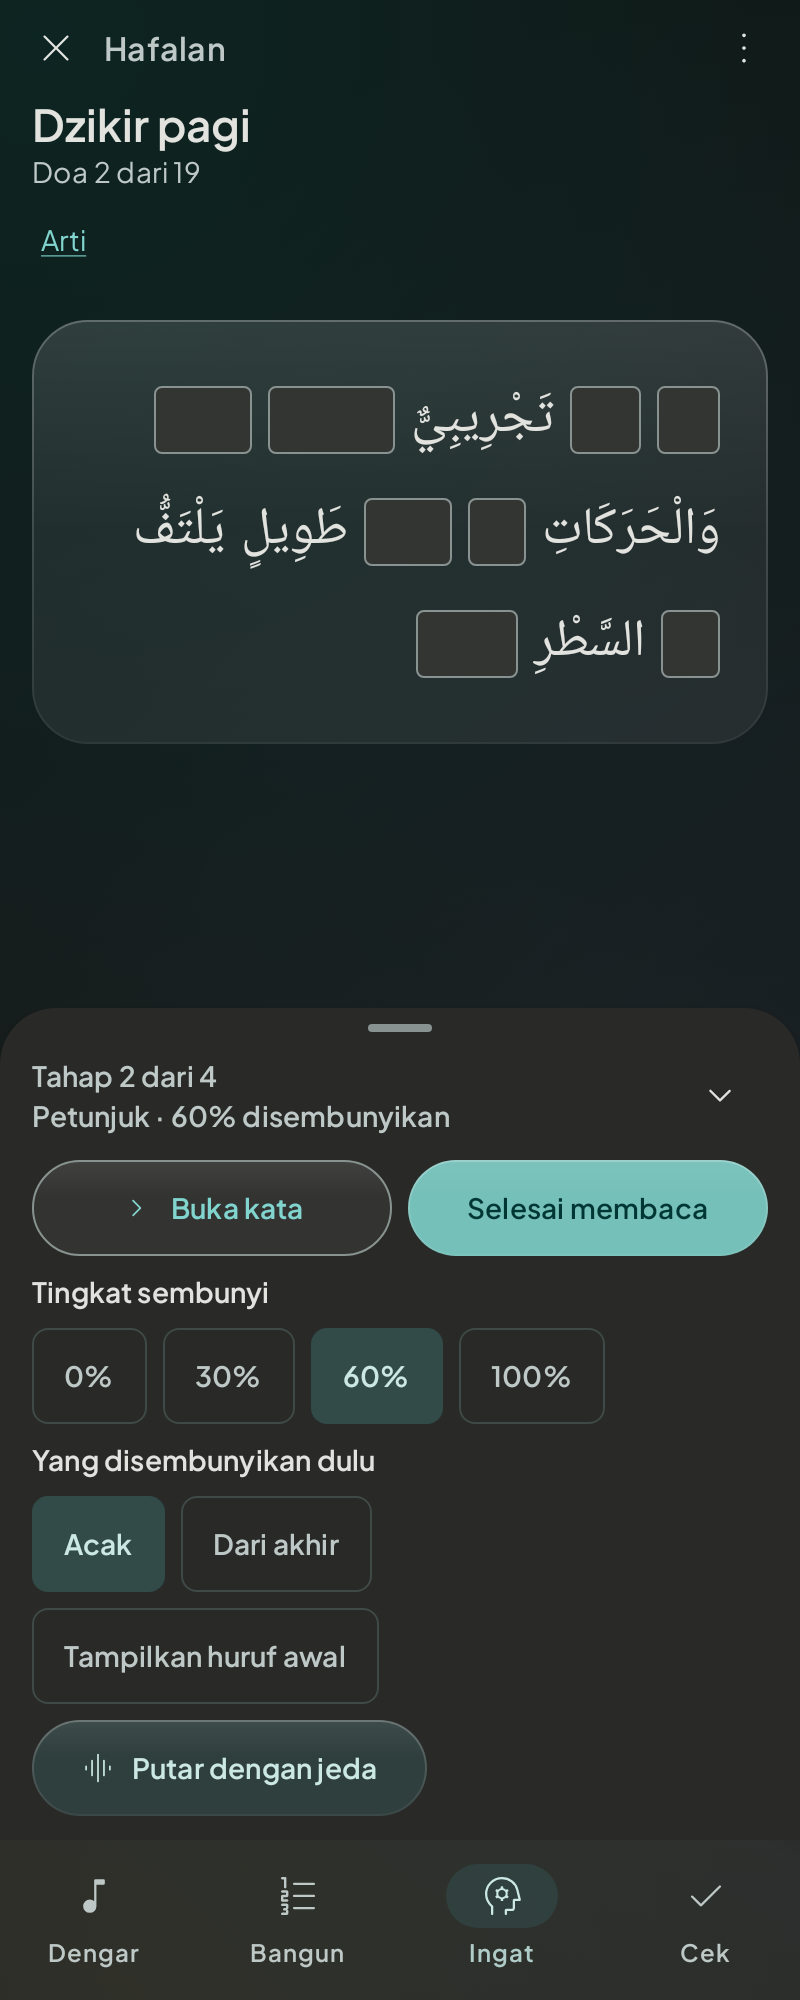 Hafalan
Dzikir pagi
Doa 2 dari 19
Arti
تَجْرِيبِيٌّ
وَالْحَرَكَاتِ طَوِيلٍ يَلْتَفُّ
السَّطْرِ
Tahap 2 dari 4
Petunjuk · 60% disembunyikan
Buka kata
Selesai membaca
Tingkat sembunyi
0% 30% 60% 100%
Yang disembunyikan dulu
Acak Dari akhir
Tampilkan huruf awal
Putar dengan jeda
Dengar Bangun Ingat Cek